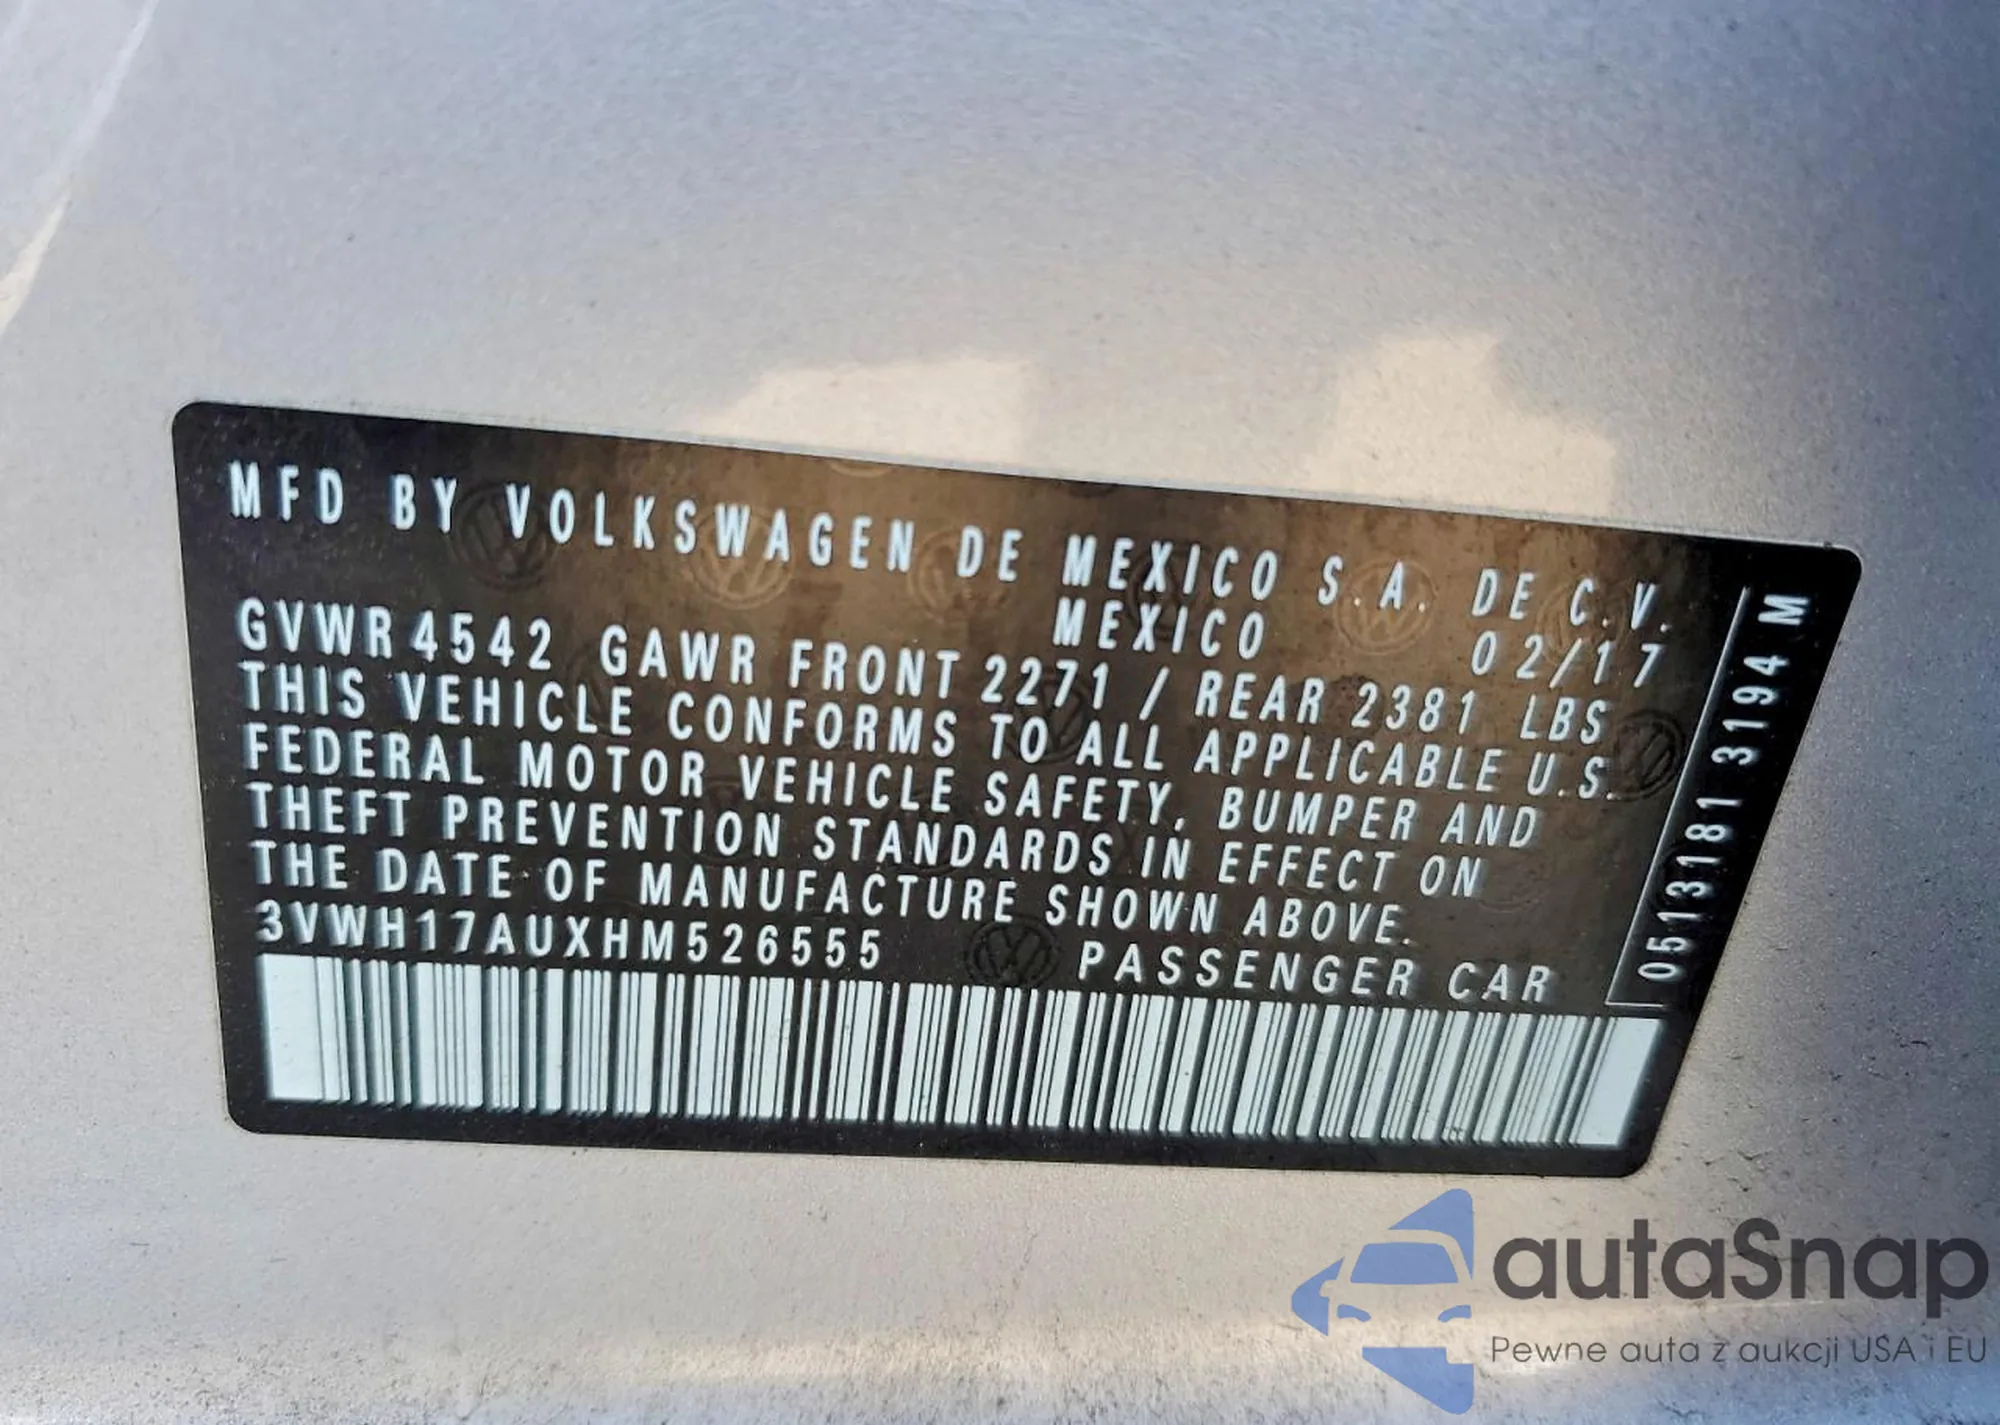 MFD BY VOLKSWAGEN DE MEXICO S.A. DE C.V.
MEXICO 02/17
GVWR 4542 GAWR FRONT 2271 / REAR 2381 LBS
THIS VEHICLE CONFORMS TO ALL APPLICABLE U.S.
FEDERAL MOTOR VEHICLE SAFETY, BUMPER AND
THEFT PREVENTION STANDARDS IN EFFECT ON
THE DATE OF MANUFACTURE SHOWN ABOVE.
3VWH17AUXHM526555 PASSENGER CAR
0513181 3194 M
autaSnap
Pewne auta z aukcji USA i EU